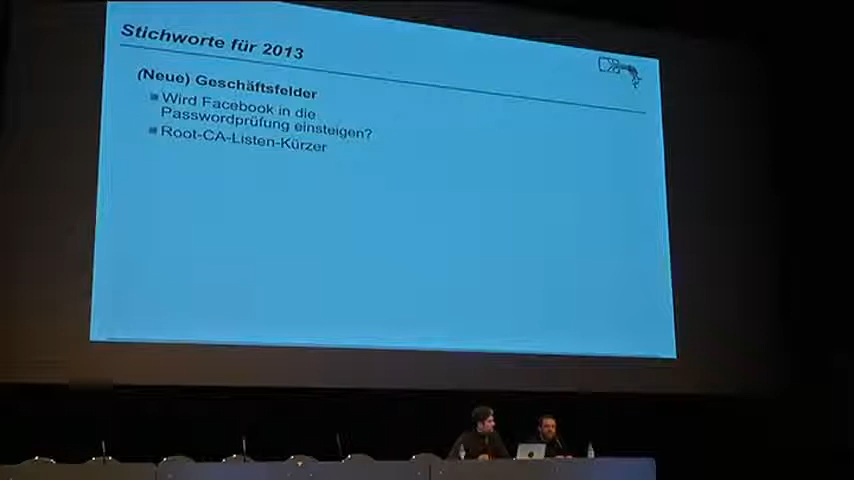 Stichworte für 2013
(Neue) Geschäftsfelder
Wird Facebook in die
Passwordprüfung einsteigen?
Root-CA-Listen-Kürzer